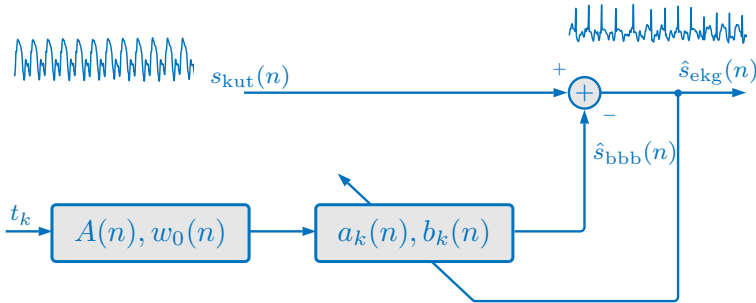 s_kut(n)
+
ŝ_ekg(n)
+
−
ŝ_bbb(n)
t_k
A(n), w_0(n)
a_k(n), b_k(n)